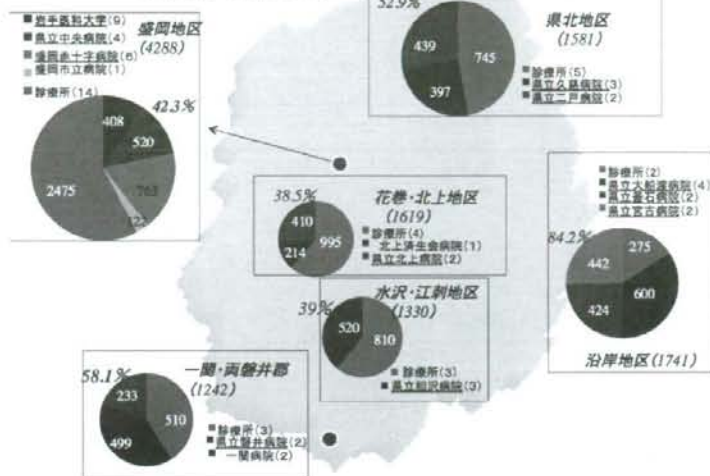 ■岩手医科大学(9)
■県立中央病院(4)
■盛岡赤十字病院(6)
盛岡市立病院(1)
■診療所(14)
盛岡地区
(4288)
42.3%
408
520
763
122
2475
52.9%
県北地区
(1581)
439
745
397
■診療所(5)
■県立久慈病院(3)
■県立二戸病院(2)
38.5%
花巻・北上地区
(1619)
410
995
214
■診療所(4)
■北上済生会病院(1)
■県立北上病院(2)
■診療所(2)
■県立大船渡病院(4)
■県立釜石病院(2)
■県立宮古病院(2)
84.2%
275
442
600
424
沿岸地区(1741)
水沢・江刺地区
(1330)
39%
520
810
■診療所(3)
■県立胆沢病院(3)
58.1%
一関・両磐井郡
(1242)
233
510
499
■診療所(3)
■県立磐井病院(2)
■一関病院(2)